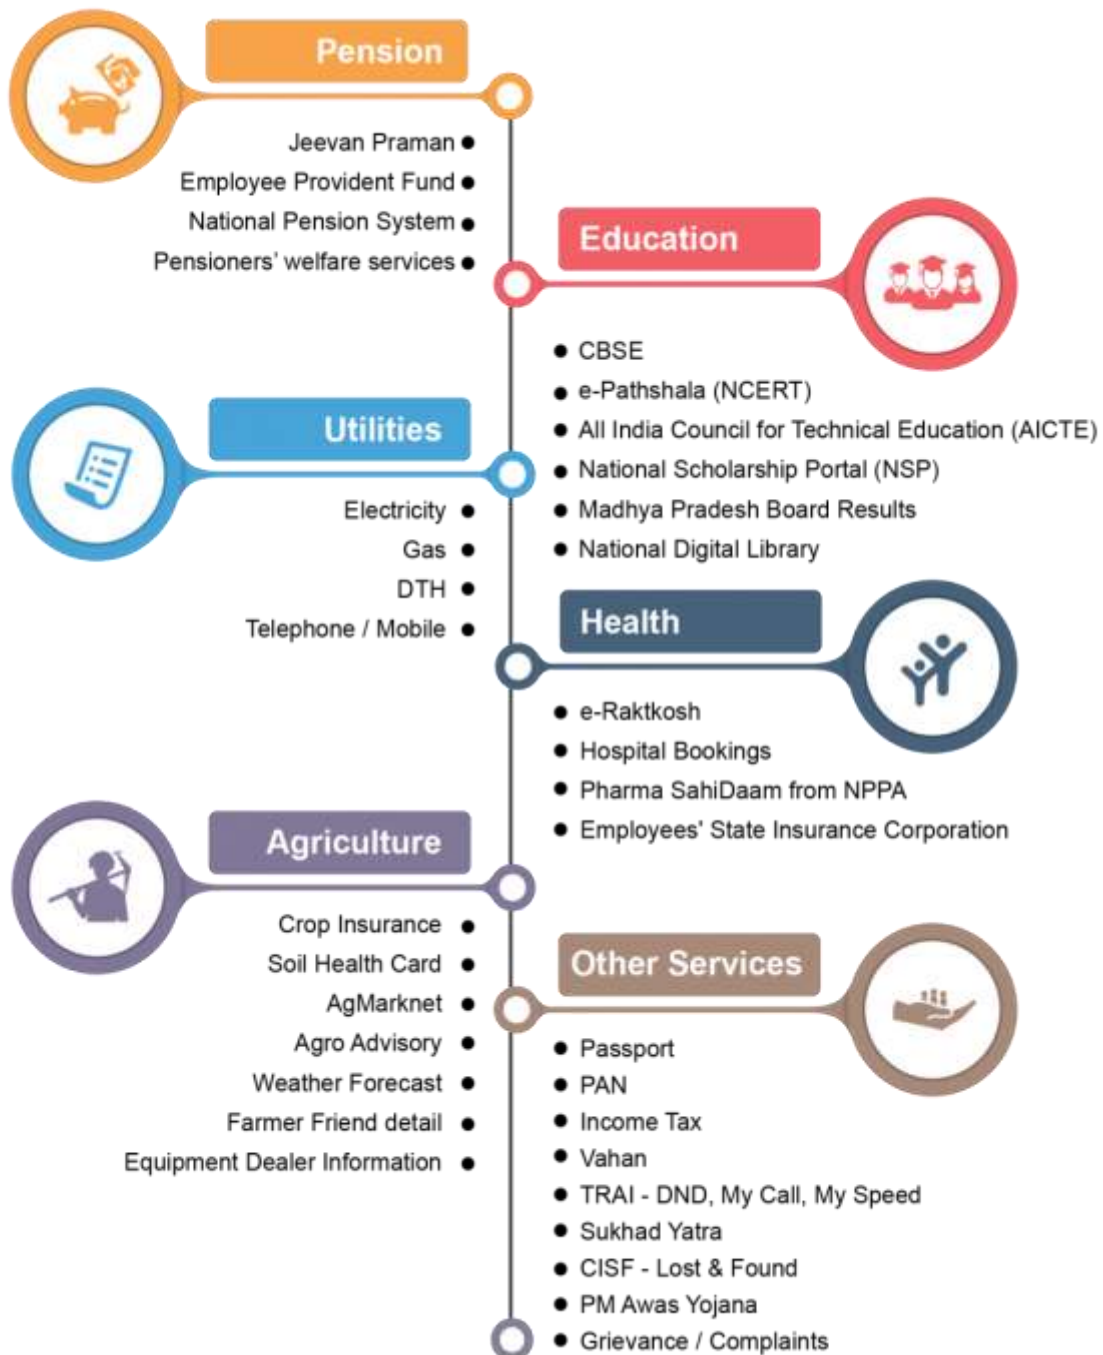 Pension
Jeevan Praman
Employee Provident Fund
National Pension System
Pensioners' welfare services
Education
CBSE
e-Pathshala (NCERT)
All India Council for Technical Education (AICTE)
National Scholarship Portal (NSP)
Madhya Pradesh Board Results
National Digital Library
Utilities
Electricity
Gas
DTH
Telephone / Mobile
Health
e-Raktkosh
Hospital Bookings
Pharma SahiDaam from NPPA
Employees' State Insurance Corporation
Agriculture
Crop Insurance
Soil Health Card
AgMarknet
Agro Advisory
Weather Forecast
Farmer Friend detail
Equipment Dealer Information
Other Services
Passport
PAN
Income Tax
Vahan
TRAI - DND, My Call, My Speed
Sukhad Yatra
CISF - Lost & Found
PM Awas Yojana
Grievance / Complaints